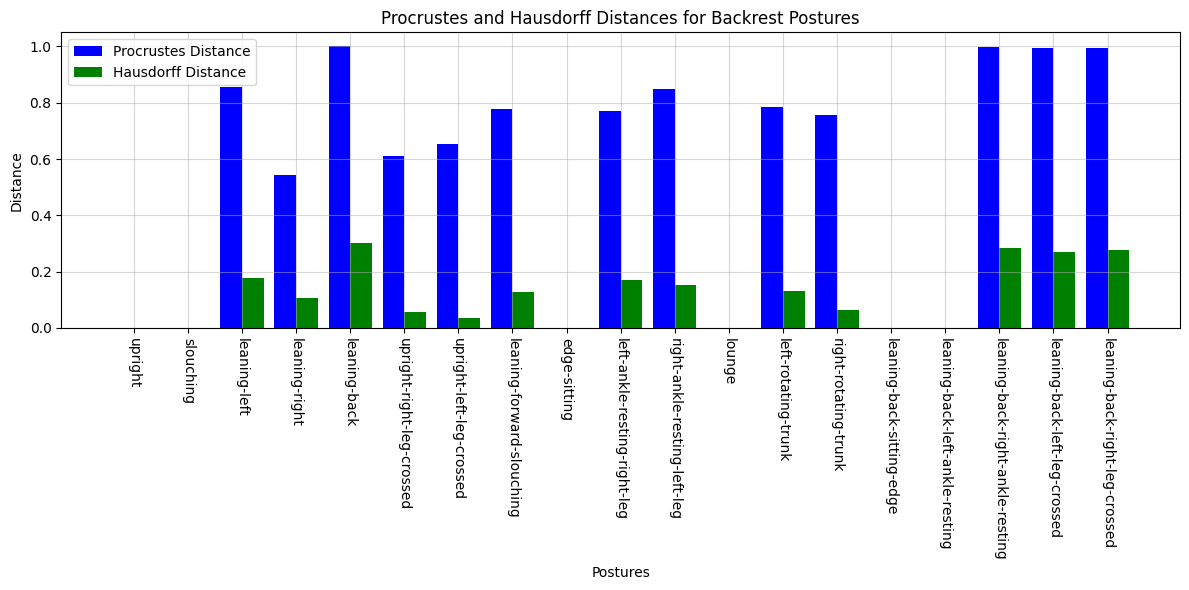 Procrustes and Hausdorff Distances for Backrest Postures
Procrustes Distance
Hausdorff Distance
Distance
1.0
0.8
0.6
0.4
0.2
0.0
upright
slouching
leaning-left
leaning-right
leaning-back
upright-right-leg-crossed
upright-left-leg-crossed
leaning-forward-slouching
edge-sitting
left-ankle-resting-right-leg
right-ankle-resting-left-leg
lounge
left-rotating-trunk
right-rotating-trunk
leaning-back-sitting-edge
leaning-back-left-ankle-resting
leaning-back-right-ankle-resting
leaning-back-left-leg-crossed
leaning-back-right-leg-crossed
Postures